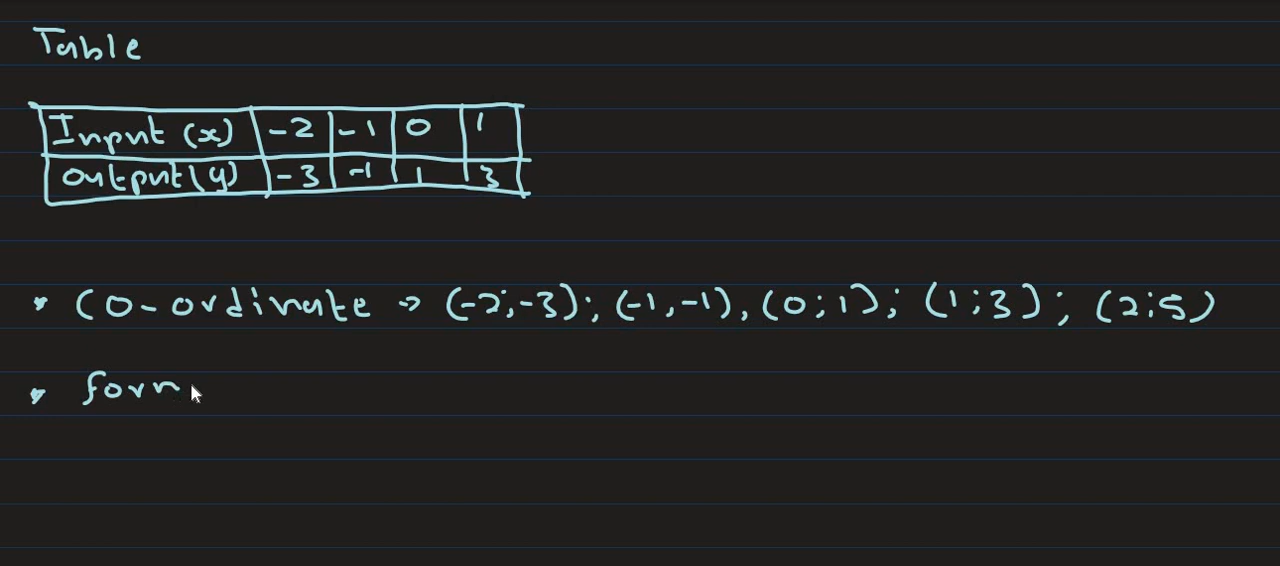 Table
Input (x) -2 -1 0 1
output (y) -3 -1 1 3
* Co-ordinate → (-2;-3); (-1,-1), (0;1); (1;3); (2;5)
* form